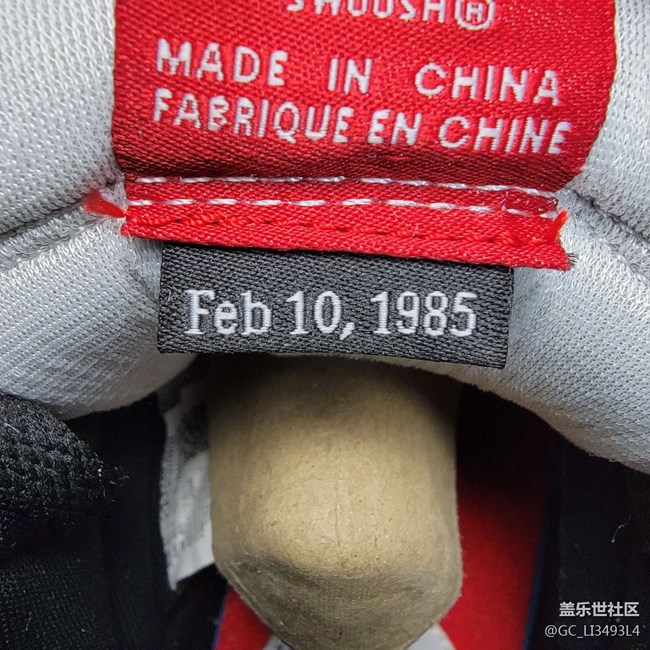 SWOOSH®
MADE IN CHINA
FABRIQUE EN CHINE
Feb 10, 1985
盖乐世社区
@GC_LI3493L4